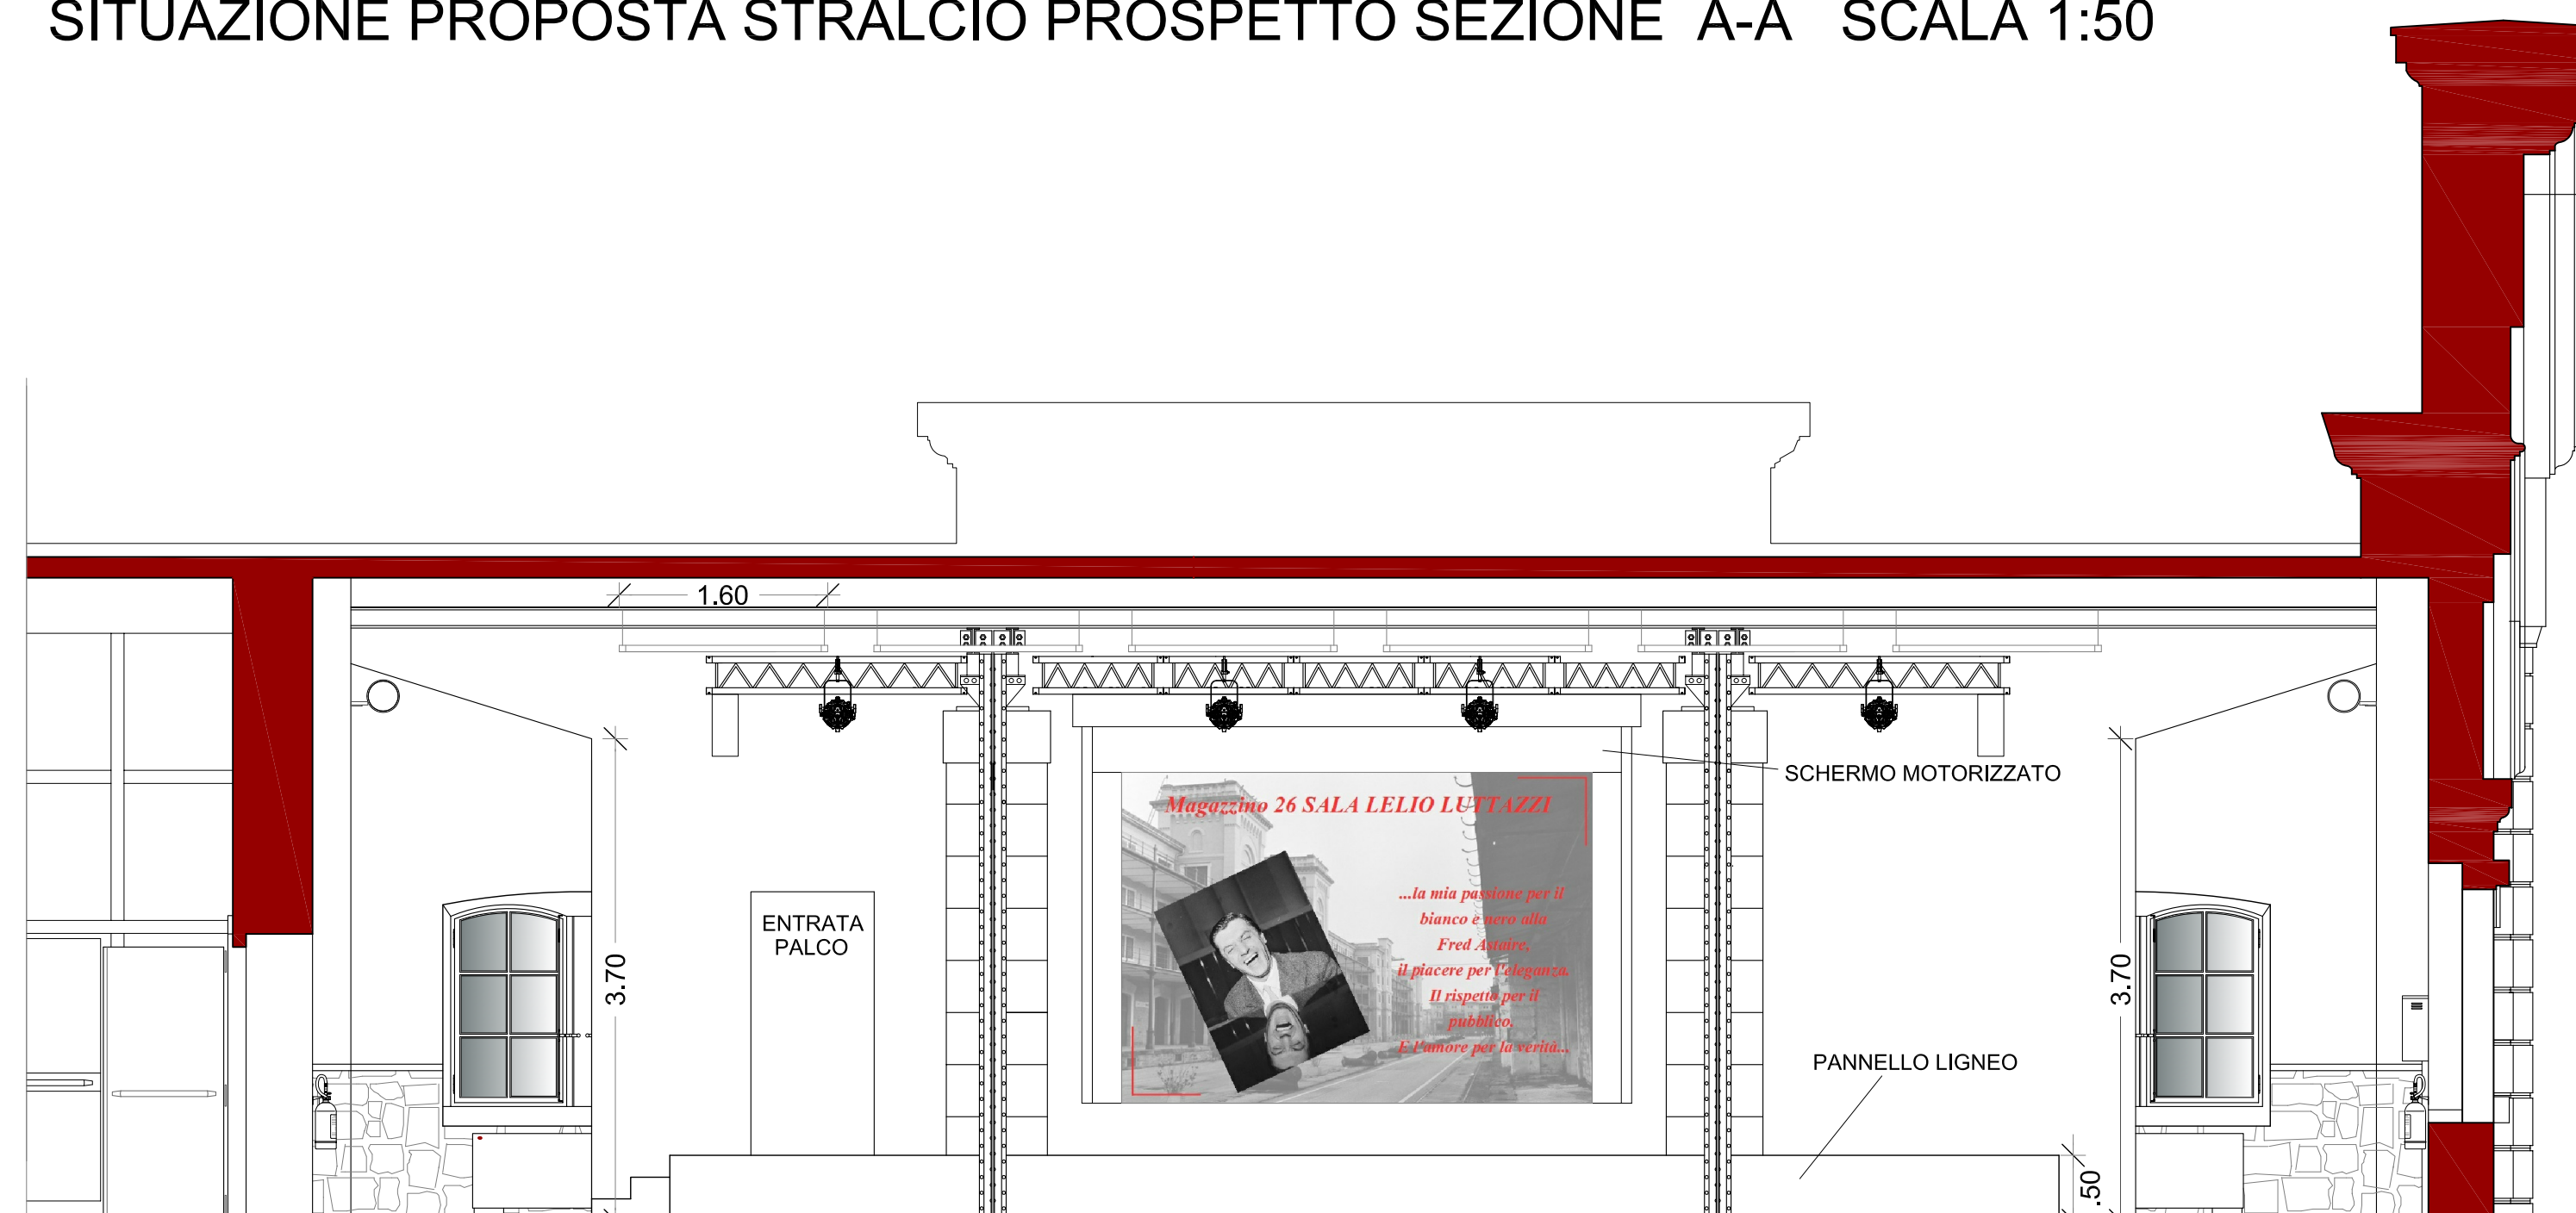 SITUAZIONE PROPOSTA STRALCIO PROSPETTO SEZIONE A-A SCALA 1:50
1.60
SCHERMO MOTORIZZATO
Magazzino 26 SALA LELIO LUTTAZZI
...la mia passione per il
bianco e nero alla
Fred Astaire,
il piacere per l'eleganza.
Il rispetto per il
pubblico.
E l'amore per la verità...
ENTRATA
PALCO
3.70
3.70
PANNELLO LIGNEO
.50